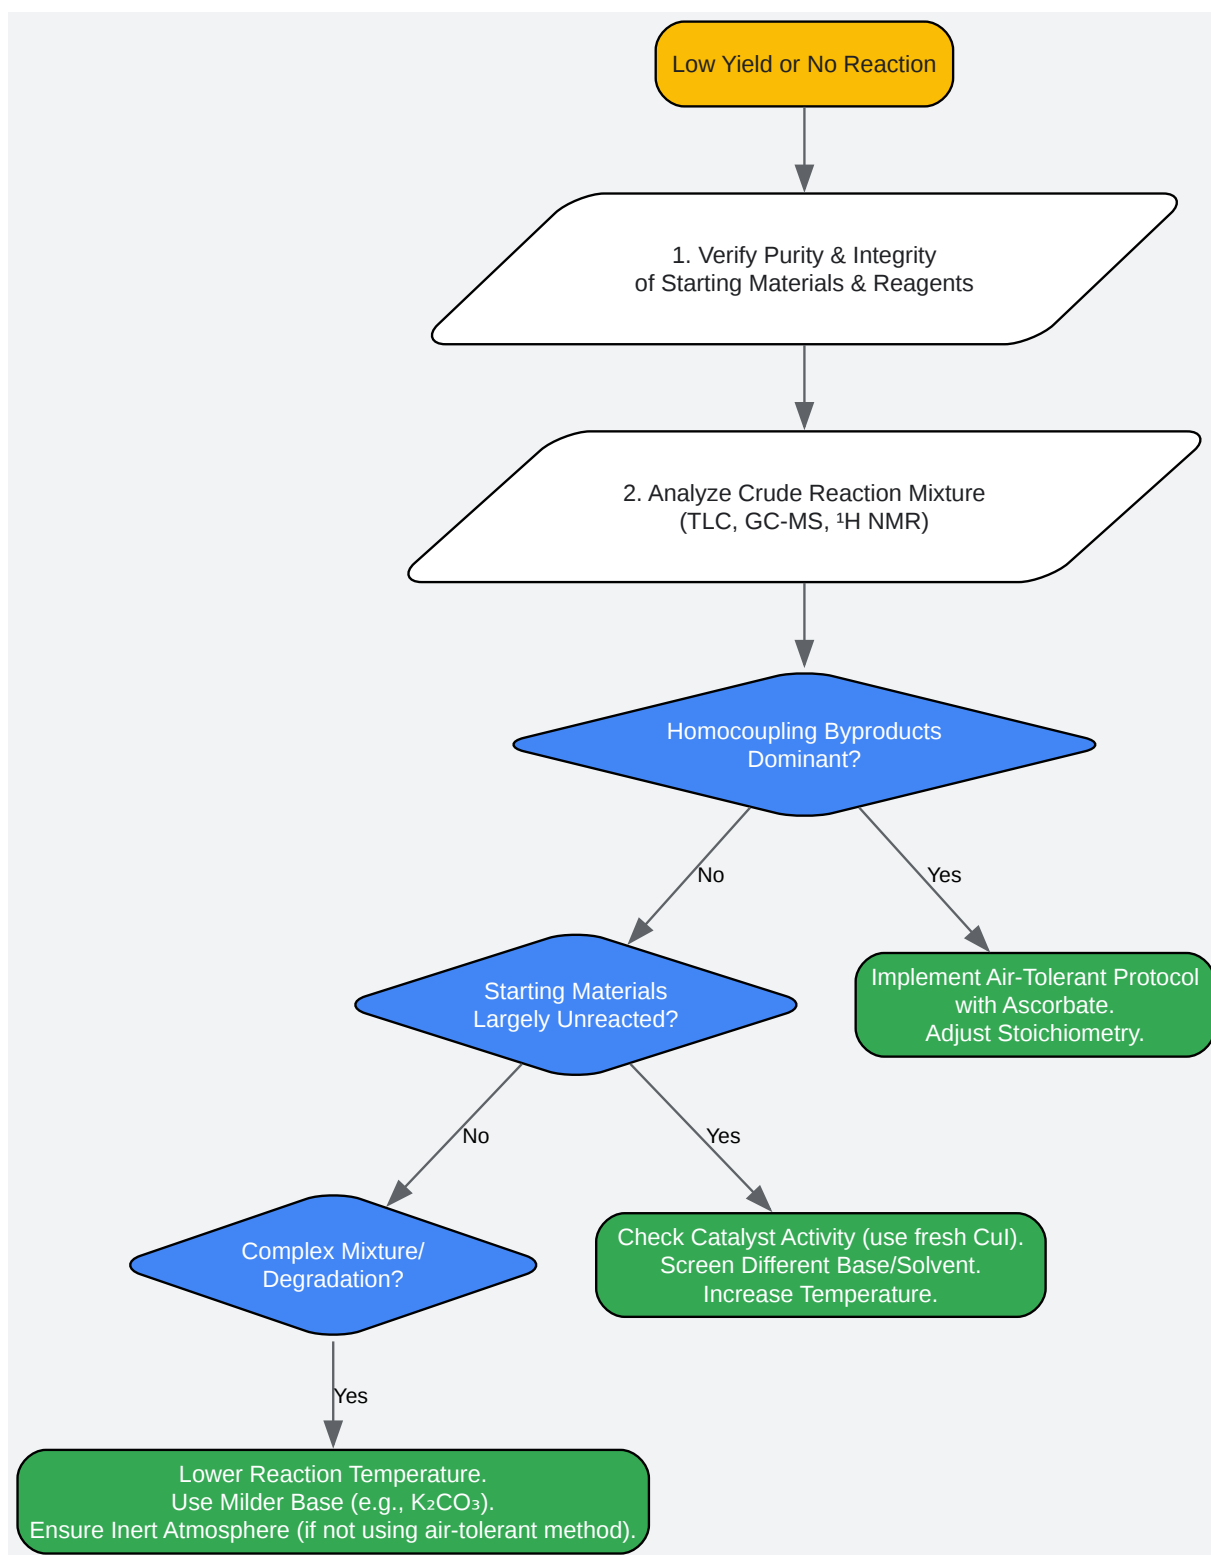 Low Yield or No Reaction
1. Verify Purity & Integrity
of Starting Materials & Reagents
2. Analyze Crude Reaction Mixture
(TLC, GC-MS, ¹H NMR)
Homocoupling Byproducts
Dominant?
No
Yes
Starting Materials
Largely Unreacted?
Implement Air-Tolerant Protocol
with Ascorbate.
Adjust Stoichiometry.
No
Yes
Complex Mixture/
Degradation?
Check Catalyst Activity (use fresh CuI).
Screen Different Base/Solvent.
Increase Temperature.
Yes
Lower Reaction Temperature.
Use Milder Base (e.g., K₂CO₃).
Ensure Inert Atmosphere (if not using air-tolerant method).